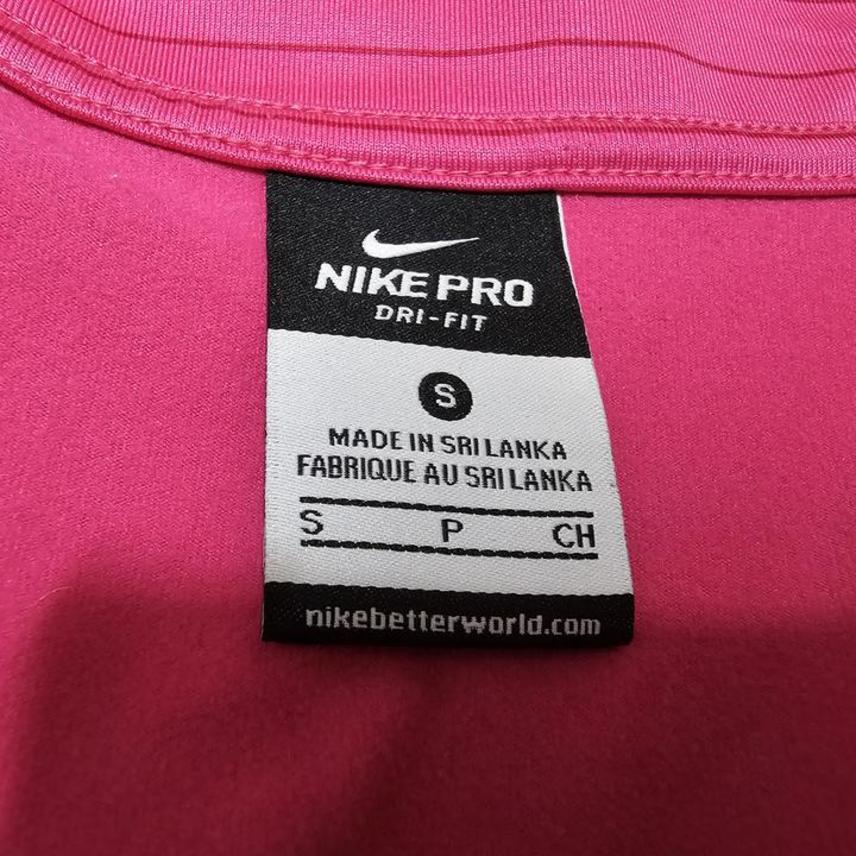 NIKE PRO
DRI-FIT
S
MADE IN SRI LANKA
FABRIQUE AU SRI LANKA
S P CH
nikebetterworld.com